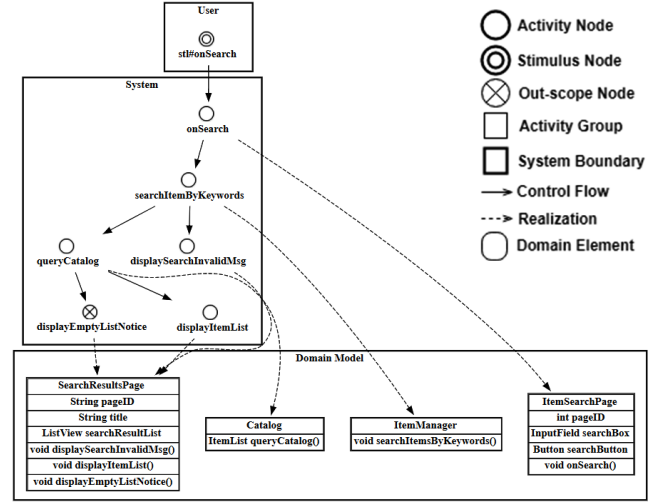 User
stl#onSearch
System
onSearch
searchItemByKeywords
queryCatalog
displaySearchInvalidMsg
displayEmptyListNotice
displayItemList
Activity Node
Stimulus Node
Out-scope Node
Activity Group
System Boundary
Control Flow
Realization
Domain Element
Domain Model
SearchResultsPage
String pageID
String title
ListView searchResultList
void displaySearchInvalidMsg()
void displayItemList()
void displayEmptyListNotice()
Catalog
ItemList queryCatalog()
ItemManager
void searchItemsByKeywords()
ItemSearchPage
int pageID
InputField searchBox
Button searchButton
void onSearch()